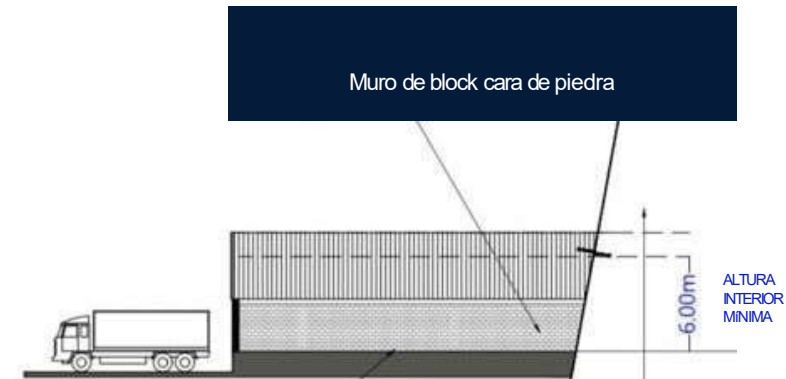 Muro de block cara de piedra
6.00m
ALTURA
INTERIOR
MíNIMA